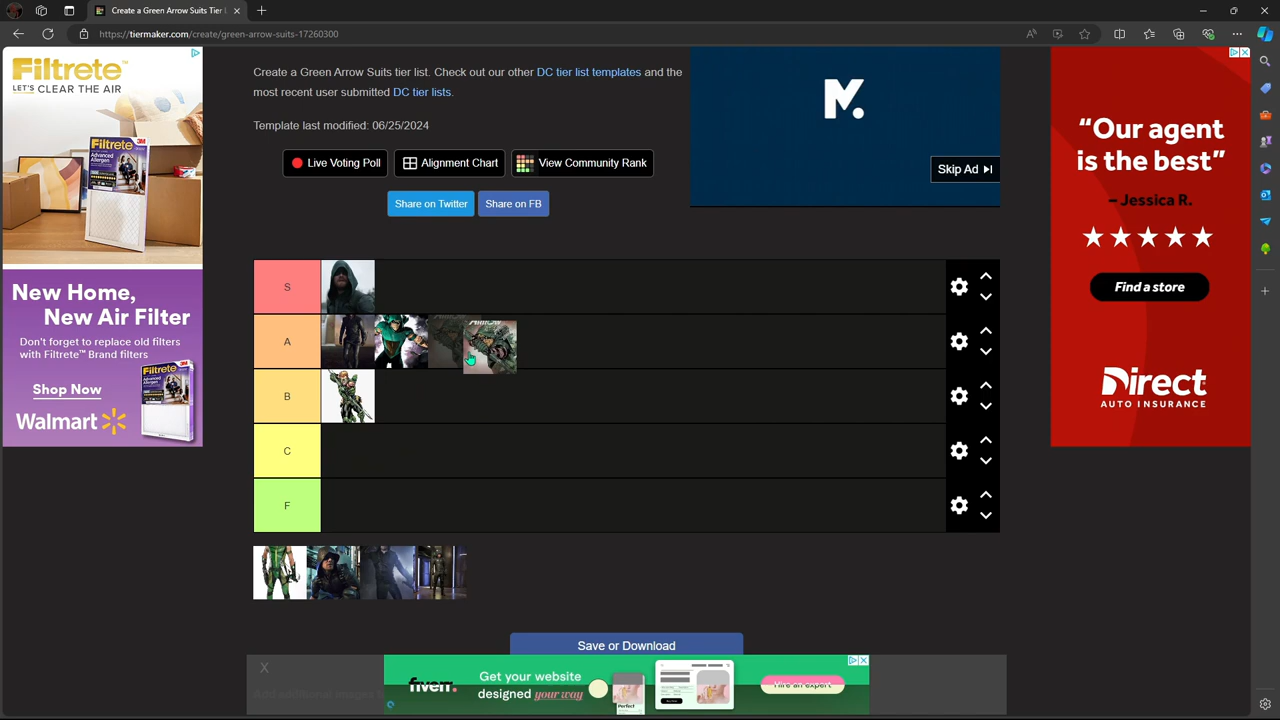 Create a Green Arrow Suits Tier L
https://tiermaker.com/create/green-arrow-suits-17260300
Filtrete™
LET'S CLEAR THE AIR
New Home,
New Air Filter
Don't forget to replace old filters
with Filtrete™ Brand filters
Shop Now
Walmart
Create a Green Arrow Suits tier list. Check out our other DC tier list templates and the
most recent user submitted DC tier lists.
Template last modified: 06/25/2024
Live Voting Poll
Alignment Chart
View Community Rank
Share on Twitter
Share on FB
M.
Skip Ad
S
A
B
C
F
Save or Download
X
fiverr.
Get your website
designed your way
Perfect
Hire an expert
“Our agent
is the best”
– Jessica R.
Find a store
Direct
AUTO INSURANCE